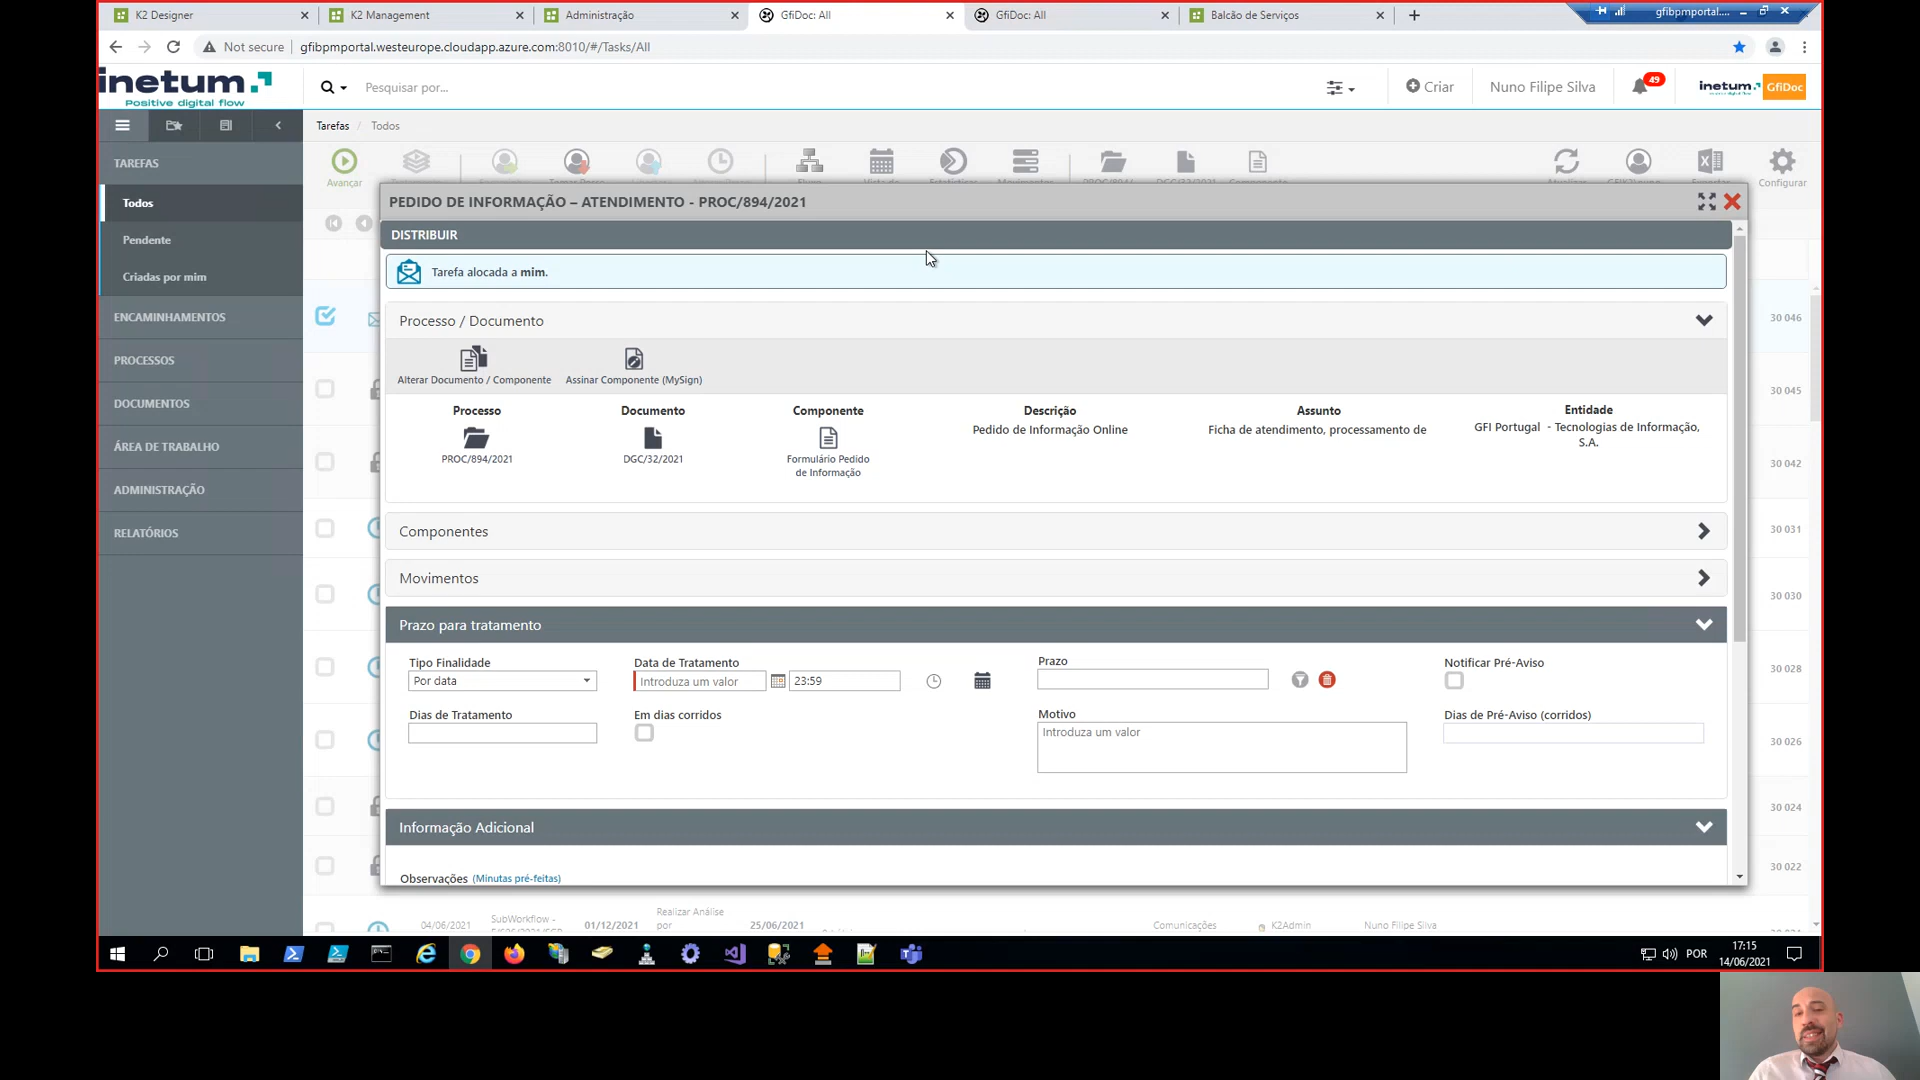 K2 Designer
K2 Management
Administração
GfiDoc: All
GfiDoc: All
Balcão de Serviços
gfibpmportal....
Not secure
gfibpmportal.westeurope.cloudapp.azure.com:8010/#/Tasks/All
inetum
Positive digital flow
Pesquisar por...
Criar
Nuno Filipe Silva
49
inetum
GfiDoc
Tarefas / Todos
TAREFAS
Todos
Pendente
Criadas por mim
ENCAMINHAMENTOS
PROCESSOS
DOCUMENTOS
ÁREA DE TRABALHO
ADMINISTRAÇÃO
RELATÓRIOS
Avançar
Configurar
PEDIDO DE INFORMAÇÃO – ATENDIMENTO - PROC/894/2021
DISTRIBUIR
Tarefa alocada a mim.
Processo / Documento
Alterar Documento / Componente
Assinar Componente (MySign)
Processo
Documento
Componente
Descrição
Assunto
Entidade
PROC/894/2021
DGC/32/2021
Formulário Pedido
de Informação
Pedido de Informação Online
Ficha de atendimento, processamento de
GFI Portugal - Tecnologias de Informação,
S.A.
Componentes
Movimentos
Prazo para tratamento
Tipo Finalidade
Por data
Data de Tratamento
Introduza um valor
23:59
Prazo
Notificar Pré-Aviso
Dias de Tratamento
Em dias corridos
Motivo
Introduza um valor
Dias de Pré-Aviso (corridos)
Informação Adicional
Observações (Minutas pré-feitas)
30 046
30 045
30 042
30 031
30 030
30 028
30 026
30 024
30 022
04/06/2021
SubWorkflow -
01/12/2021
Realizar Análise
por
25/06/2021
Comunicações
K2Admin
Nuno Filipe Silva
POR
17:15
14/06/2021